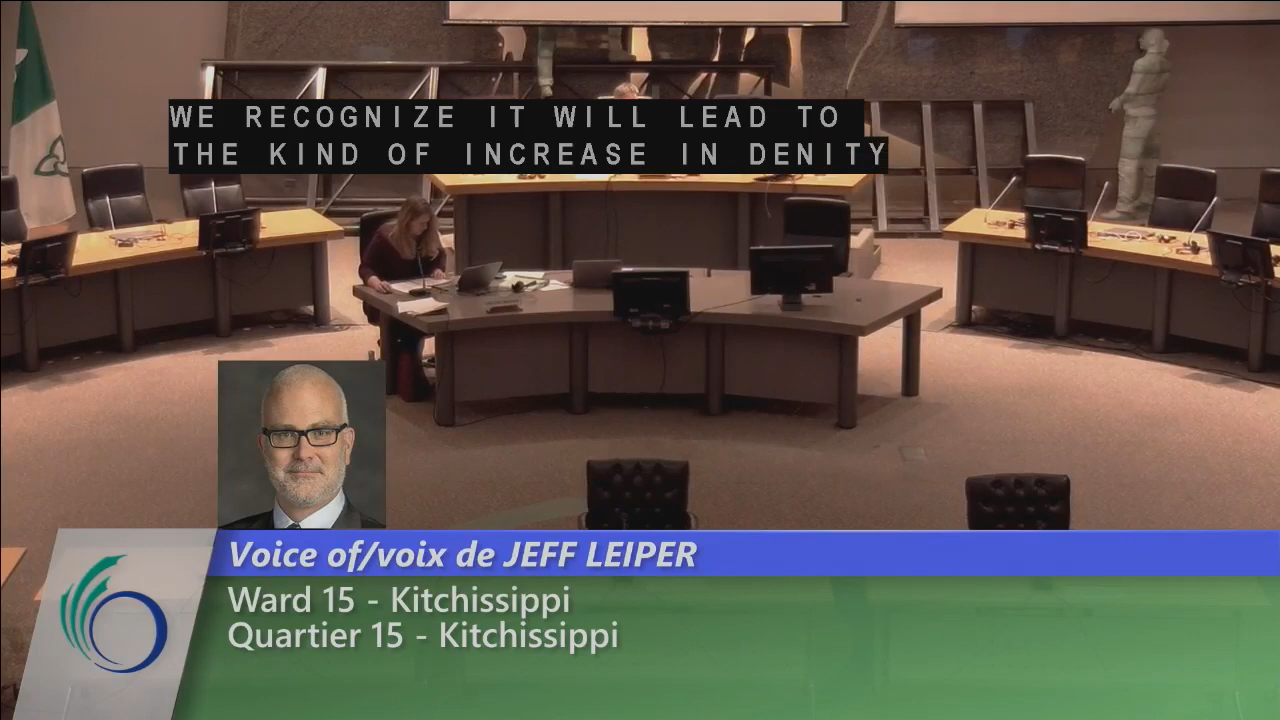 WE RECOGNIZE IT WILL LEAD TO
THE KIND OF INCREASE IN DENITY
Voice of/voix de JEFF LEIPER
Ward 15 - Kitchissippi
Quartier 15 - Kitchissippi